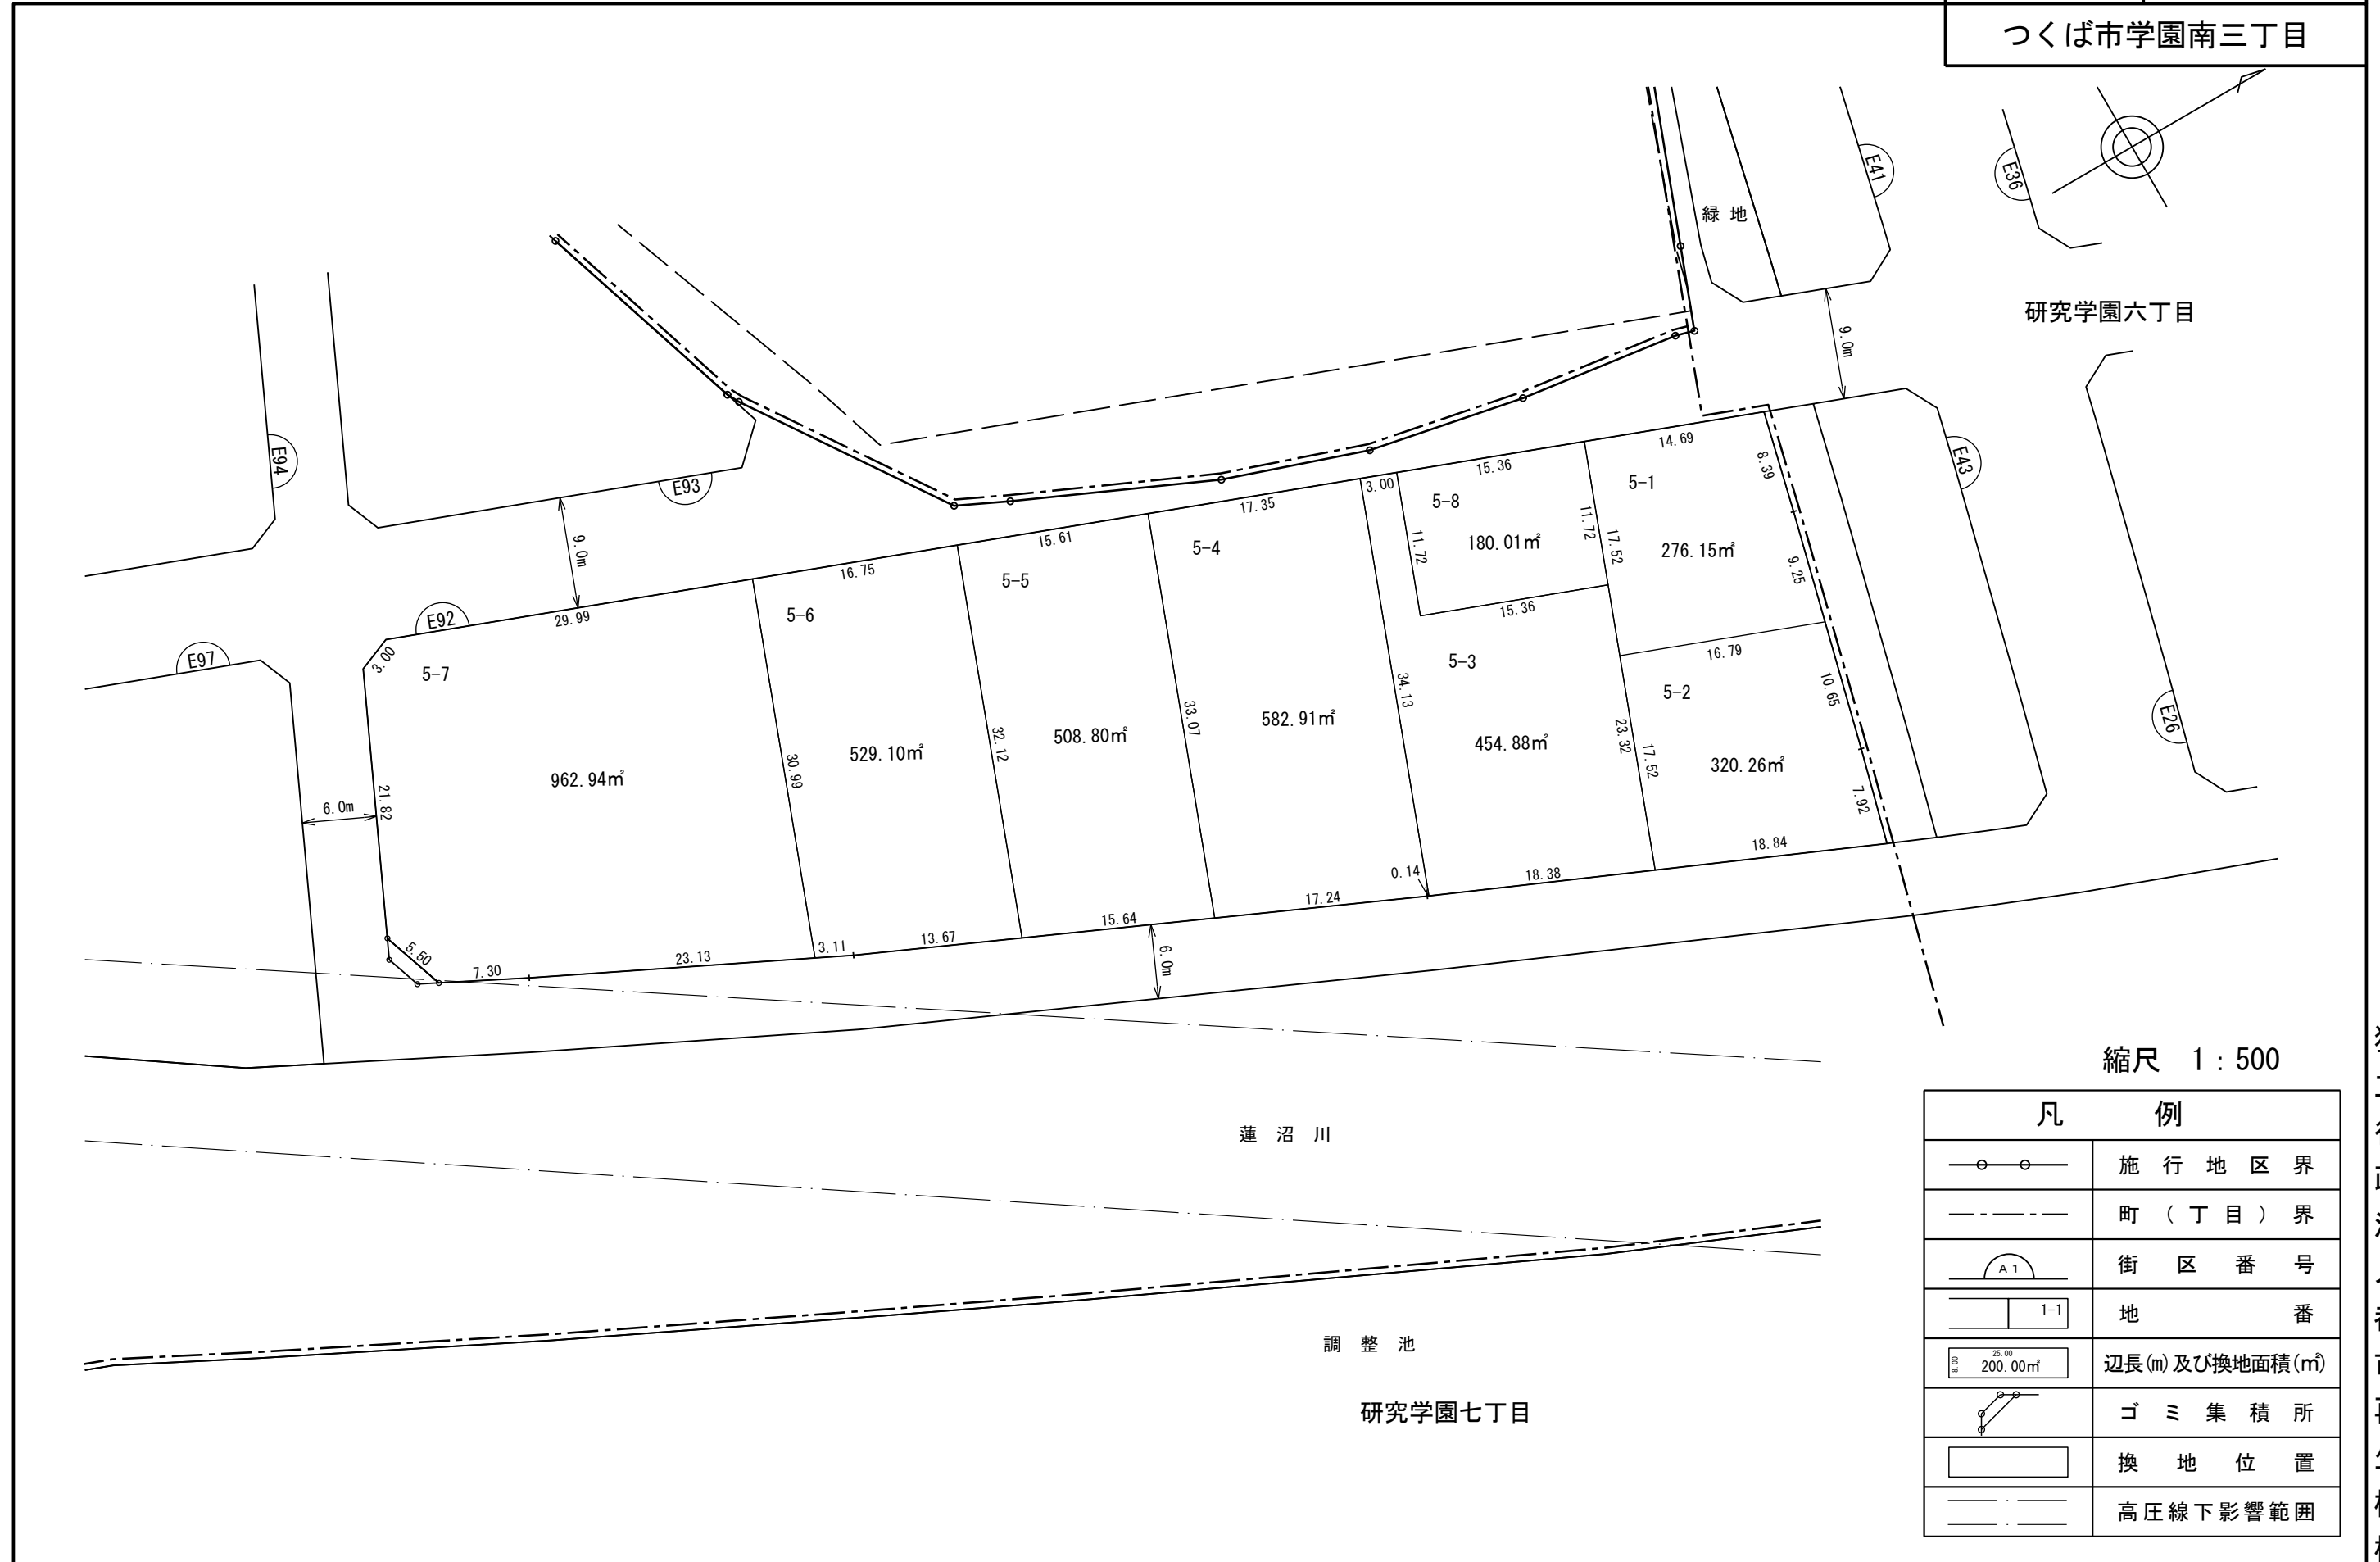 つくば市学園南三丁目
E41
E36
緑 地
研究学園六丁目
9.0m
E94
E93
9.0m
E43
E26
E92
E97
29.99
16.75
15.61
17.35
3.00
15.36
14.69
8.39
5-8
5-1
11.72
180.01㎡
11.72
17.52
276.15㎡
9.25
5-4
5-5
5-6
5-7
3.00
15.36
5-3
16.79
5-2
10.65
34.13
33.07
32.12
30.99
21.82
6.0m
962.94㎡
529.10㎡
508.80㎡
582.91㎡
454.88㎡
23.32
17.52
320.26㎡
7.92
5.50
7.30
23.13
3.11
13.67
15.64
17.24
0.14
18.38
18.84
6.0m
蓮 沼 川
調 整 池
研究学園七丁目
縮尺 1:500
凡 例
施 行 地 区 界
町 ( 丁 目 ) 界
A1
街 区 番 号
1-1
地 番
8.00
25.00
200.00㎡
辺長(m)及び換地面積(㎡)
ゴ ミ 集 積 所
換 地 位 置
高圧線下影響範囲